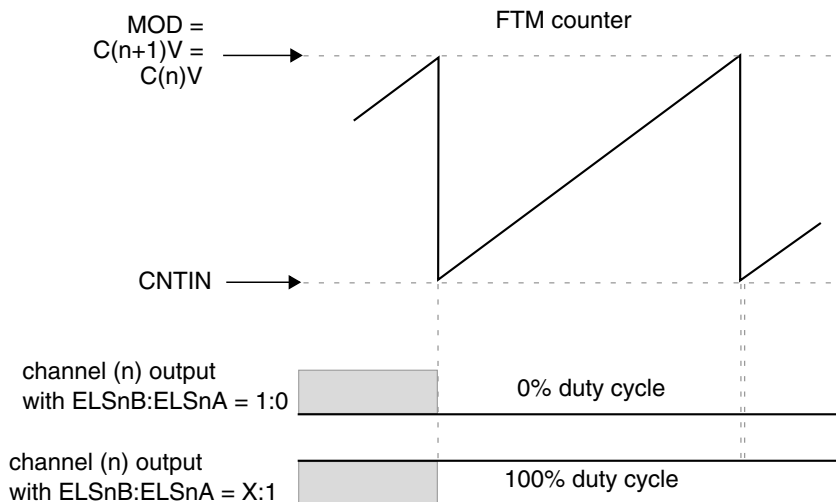 MOD =
C(n+1)V =
C(n)V
FTM counter
CNTIN
channel (n) output
with ELSnB:ELSnA = 1:0
0% duty cycle
channel (n) output
with ELSnB:ELSnA = X:1
100% duty cycle